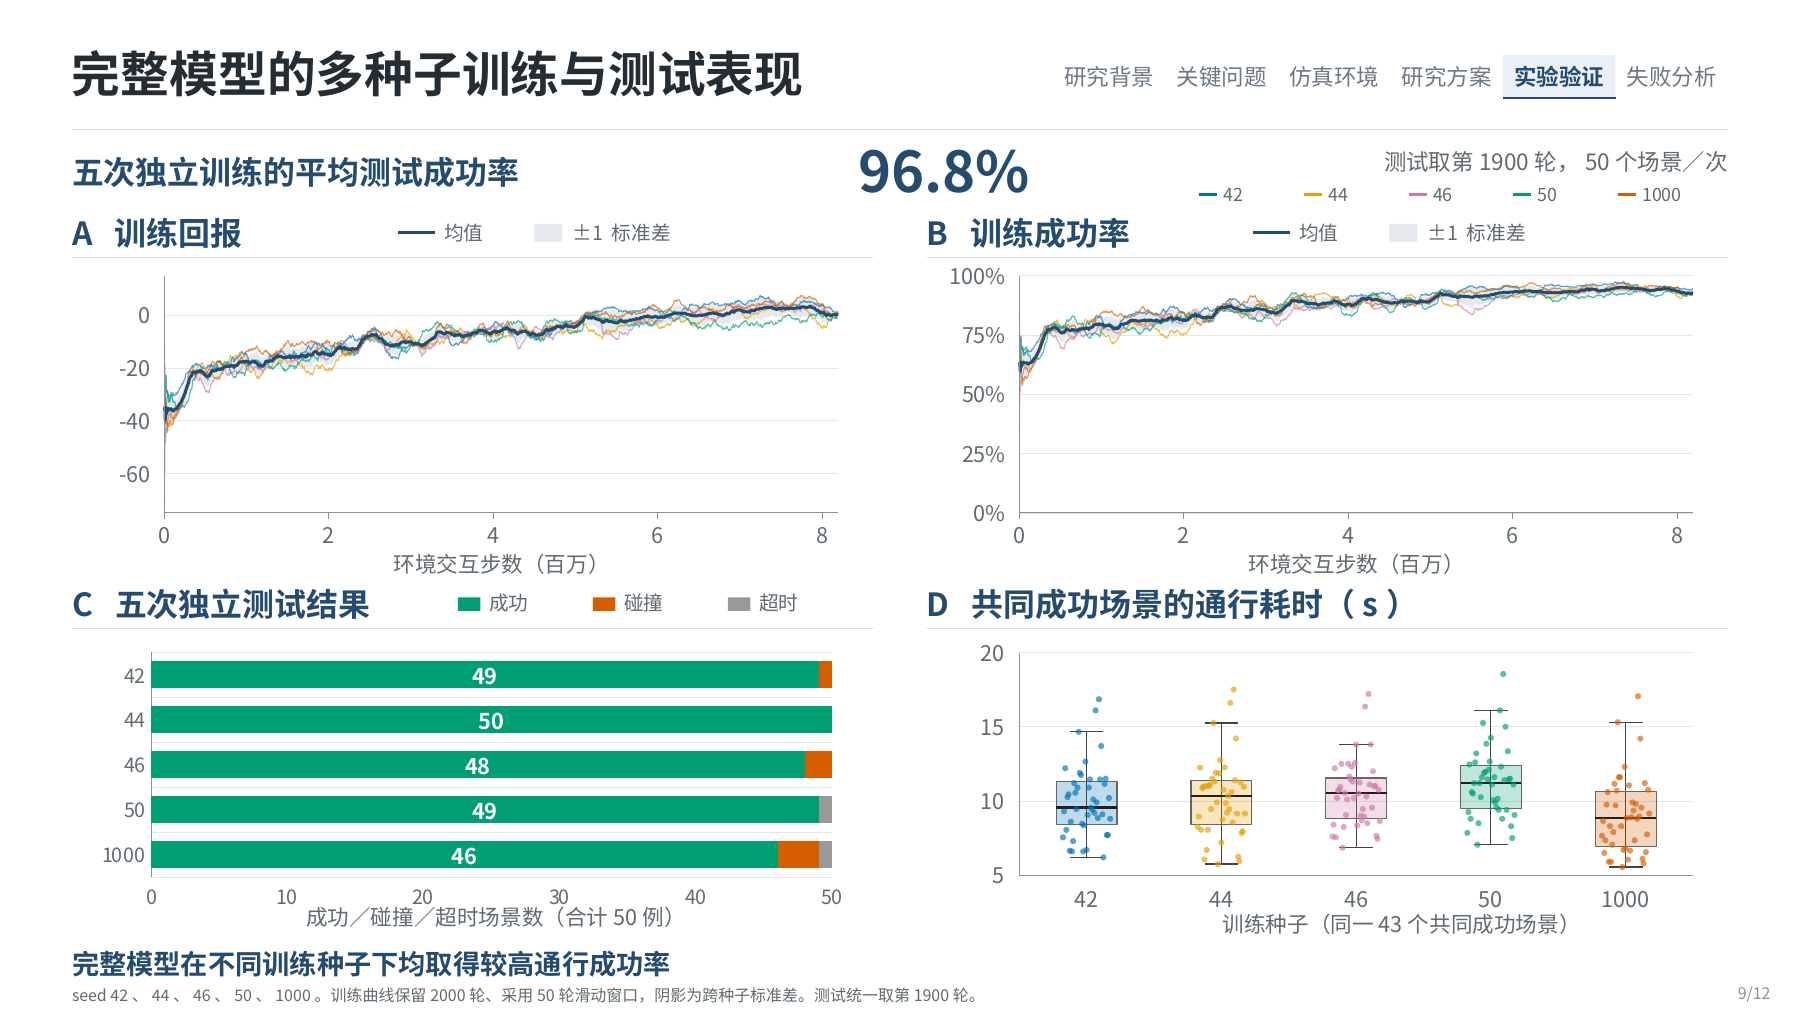 完整模型的多种子训练与测试表现
研究背景 关键问题 仿真环境 研究方案 实验验证 失败分析
五次独立训练的平均测试成功率
96.8%
测试取第 1900 轮， 50 个场景／次
42 44 46 50 1000
A 训练回报
均值 ±1 标准差
0
-20
-40
-60
0 2 4 6 8
环境交互步数（百万）
B 训练成功率
均值 ±1 标准差
100%
75%
50%
25%
0%
0 2 4 6 8
环境交互步数（百万）
C 五次独立测试结果
成功 碰撞 超时
42 49
44 50
46 48
50 49
1000 46
0 10 20 30 40 50
成功／碰撞／超时场景数（合计 50 例）
D 共同成功场景的通行耗时（ s ）
20
15
10
5
42 44 46 50 1000
训练种子（同一 43 个共同成功场景）
完整模型在不同训练种子下均取得较高通行成功率
seed 42 、 44 、 46 、 50 、 1000 。训练曲线保留 2000 轮、采用 50 轮滑动窗口，阴影为跨种子标准差。测试统一取第 1900 轮。
9/12